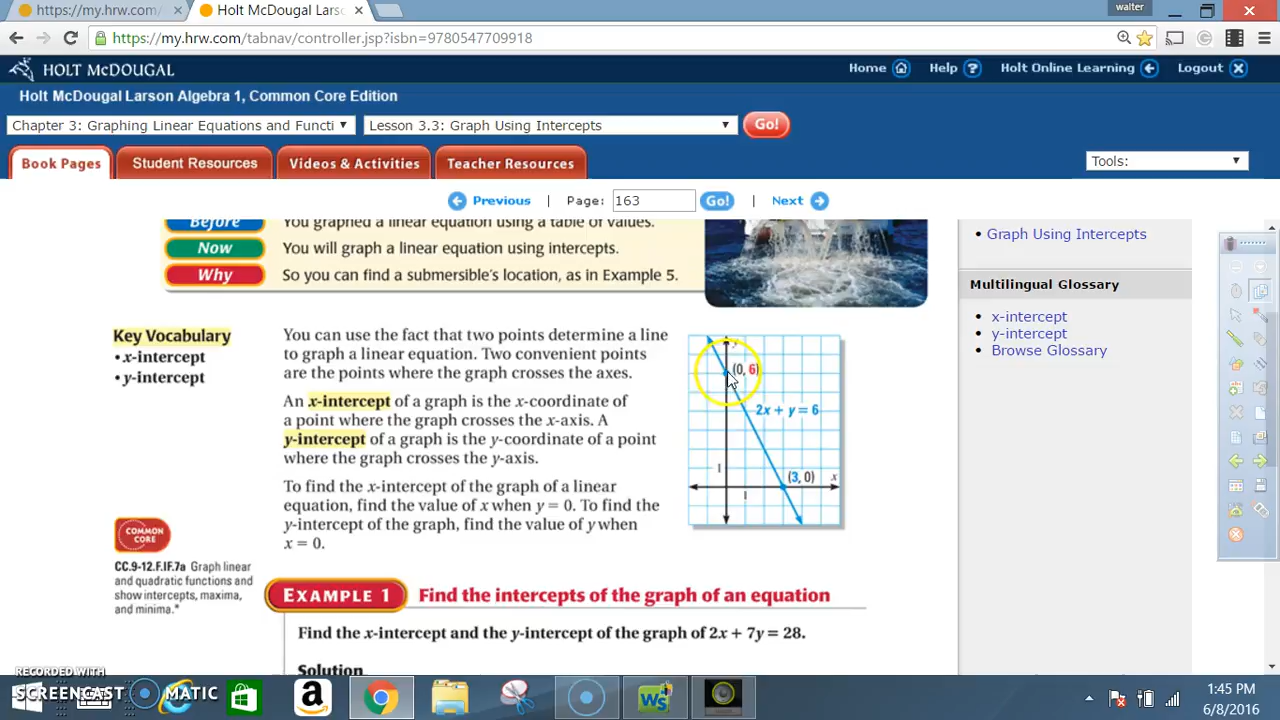 https://my.hrw.com/
Holt McDougal Lars
walter
https://my.hrw.com/tabnav/controller.jsp?isbn=9780547709918
HOLT MCDOUGAL
Home
Help ?
Holt Online Learning
Logout
Holt McDougal Larson Algebra 1, Common Core Edition
Chapter 3: Graphing Linear Equations and Functi
Lesson 3.3: Graph Using Intercepts
Go!
Book Pages
Student Resources
Videos & Activities
Teacher Resources
Tools:
Previous | Page: 163 Go! | Next
Before
You graphed a linear equation using a table of values.
Now
You will graph a linear equation using intercepts.
Why
So you can find a submersible's location, as in Example 5.
• Graph Using Intercepts
Multilingual Glossary
• x-intercept
• y-intercept
• Browse Glossary
Key Vocabulary
• x-intercept
• y-intercept
You can use the fact that two points determine a line
to graph a linear equation. Two convenient points
are the points where the graph crosses the axes.
An x-intercept of a graph is the x-coordinate of
a point where the graph crosses the x-axis. A
y-intercept of a graph is the y-coordinate of a point
where the graph crosses the y-axis.
To find the x-intercept of the graph of a linear
equation, find the value of x when y = 0. To find the
y-intercept of the graph, find the value of y when
x = 0.
y
(0, 6)
2x + y = 6
1
(3, 0)
x
1
COMMON
CORE
CC.9-12.F.IF.7a Graph linear
and quadratic functions and
show intercepts, maxima,
and minima.*
EXAMPLE 1
Find the intercepts of the graph of an equation
Find the x-intercept and the y-intercept of the graph of 2x + 7y = 28.
Solution
RECORDED WITH
SCREENCAST MATIC
a
WS
1:45 PM
6/8/2016